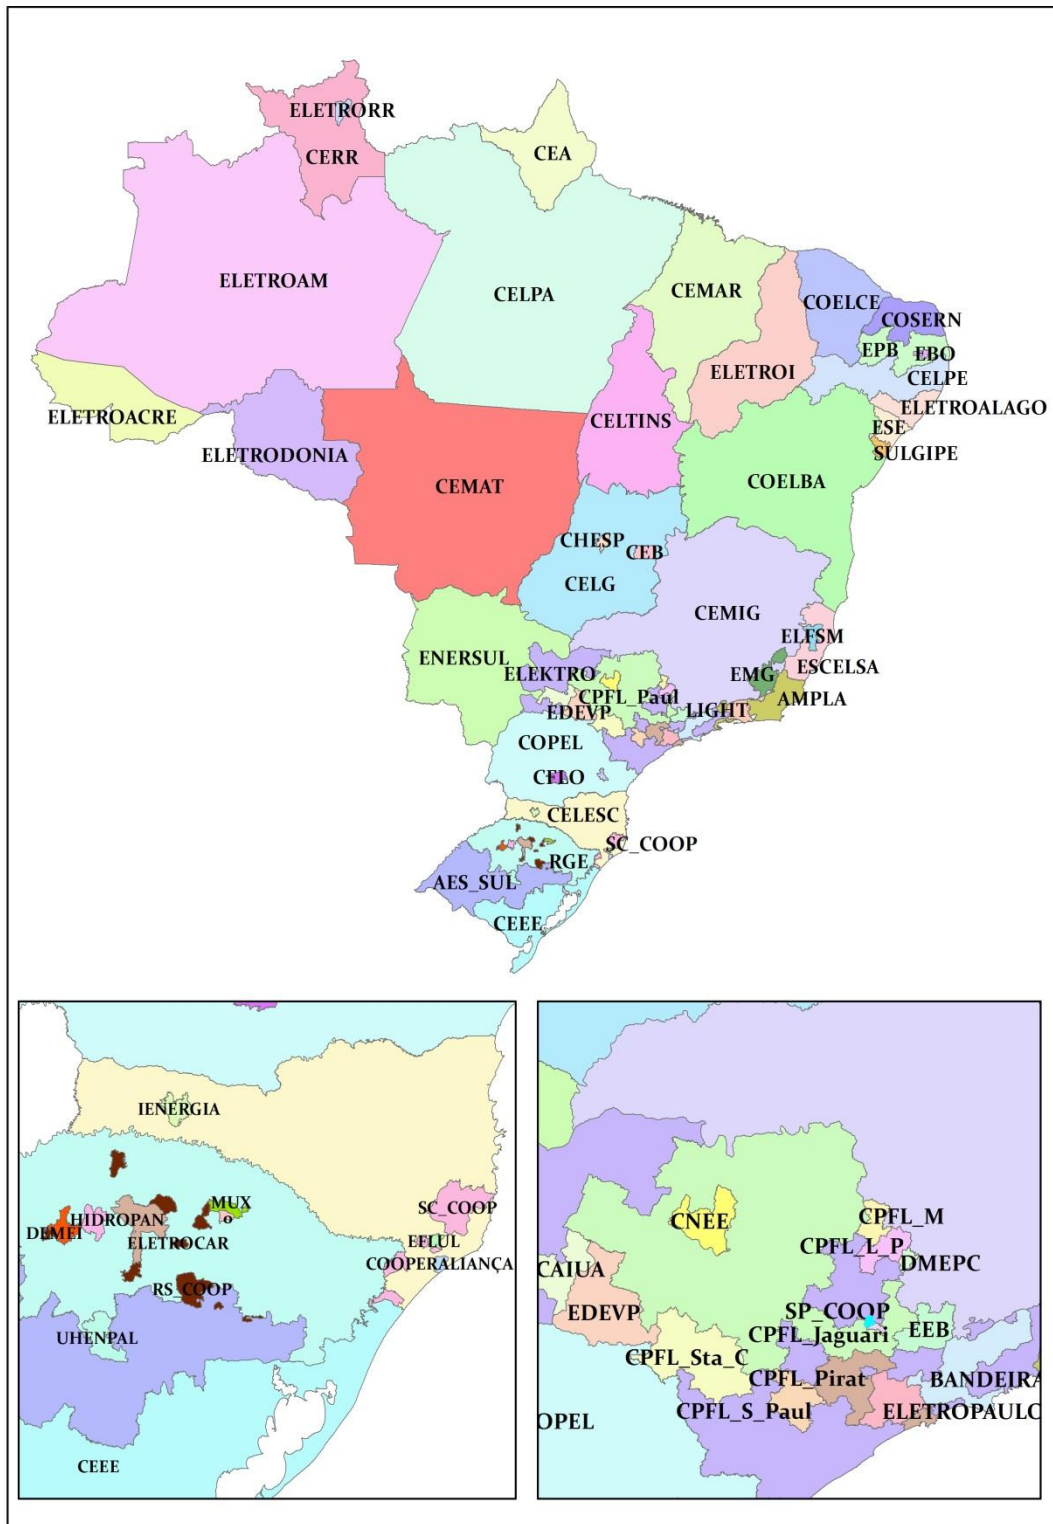 ELETRORR
CERR
CEA
ELETROAM
CELPA
CEMAR
COELCE
COSERN
EPB
EBO
ELETROI
CELPE
ELETROACRE
CELTINS
ELETROALAGO
ESE
ELETRODONIA
SULGIPE
CEMAT
COELBA
CHESP
CEB
CELG
CEMIG
ELFSM
ENERSUL
ESCELSA
ELEKTRO
EMG
CPFL_Paul
AMPLA
EDEVP
LIGHT
COPEL
CFLO
CELESC
SC_COOP
RGE
AES_SUL
CEEE
IENERGIA
MUX
o
SC_COOP
HIDROPAN
DEMEI
ELETROCAR
EFLUL
COOPERALIANÇA
RS_COOP
UHENPAL
CEEE
CNEE
CPFL_M
CPFL_L_P
CAIUA
DMEPC
EDEVP
SP_COOP
CPFL_Jaguari
EEB
CPFL_Sta_C
CPFL_Pirat
BANDEIRA
CPFL_S_Paul
ELETROPAULO
OPEL